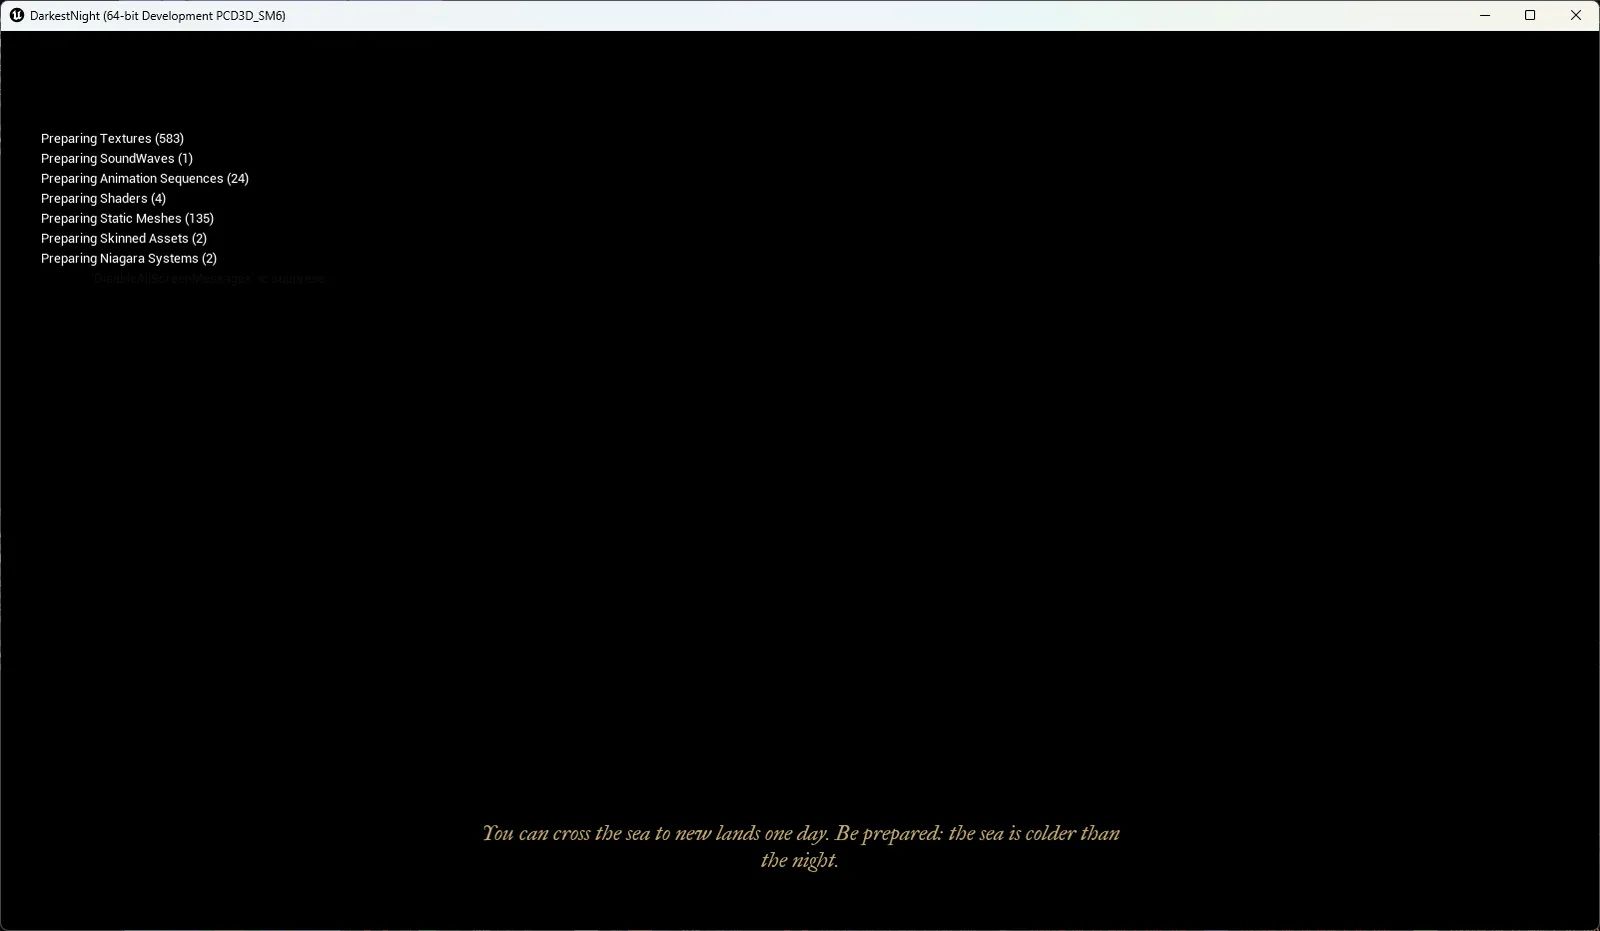 DarkestNight (64-bit Development PCD3D_SM6)
Preparing Textures (583)
Preparing SoundWaves (1)
Preparing Animation Sequences (24)
Preparing Shaders (4)
Preparing Static Meshes (135)
Preparing Skinned Assets (2)
Preparing Niagara Systems (2)
You can cross the sea to new lands one day. Be prepared: the sea is colder than
the night.